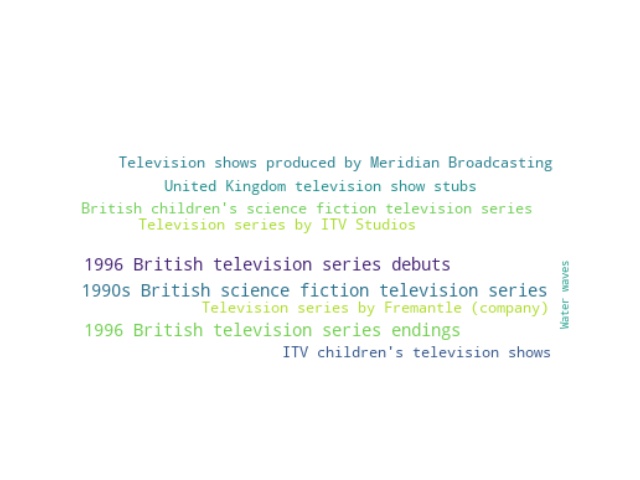 Television shows produced by Meridian Broadcasting
United Kingdom television show stubs
British children's science fiction television series
Television series by ITV Studios
1996 British television series debuts
1990s British science fiction television series
Television series by Fremantle (company)
1996 British television series endings
ITV children's television shows
Water waves